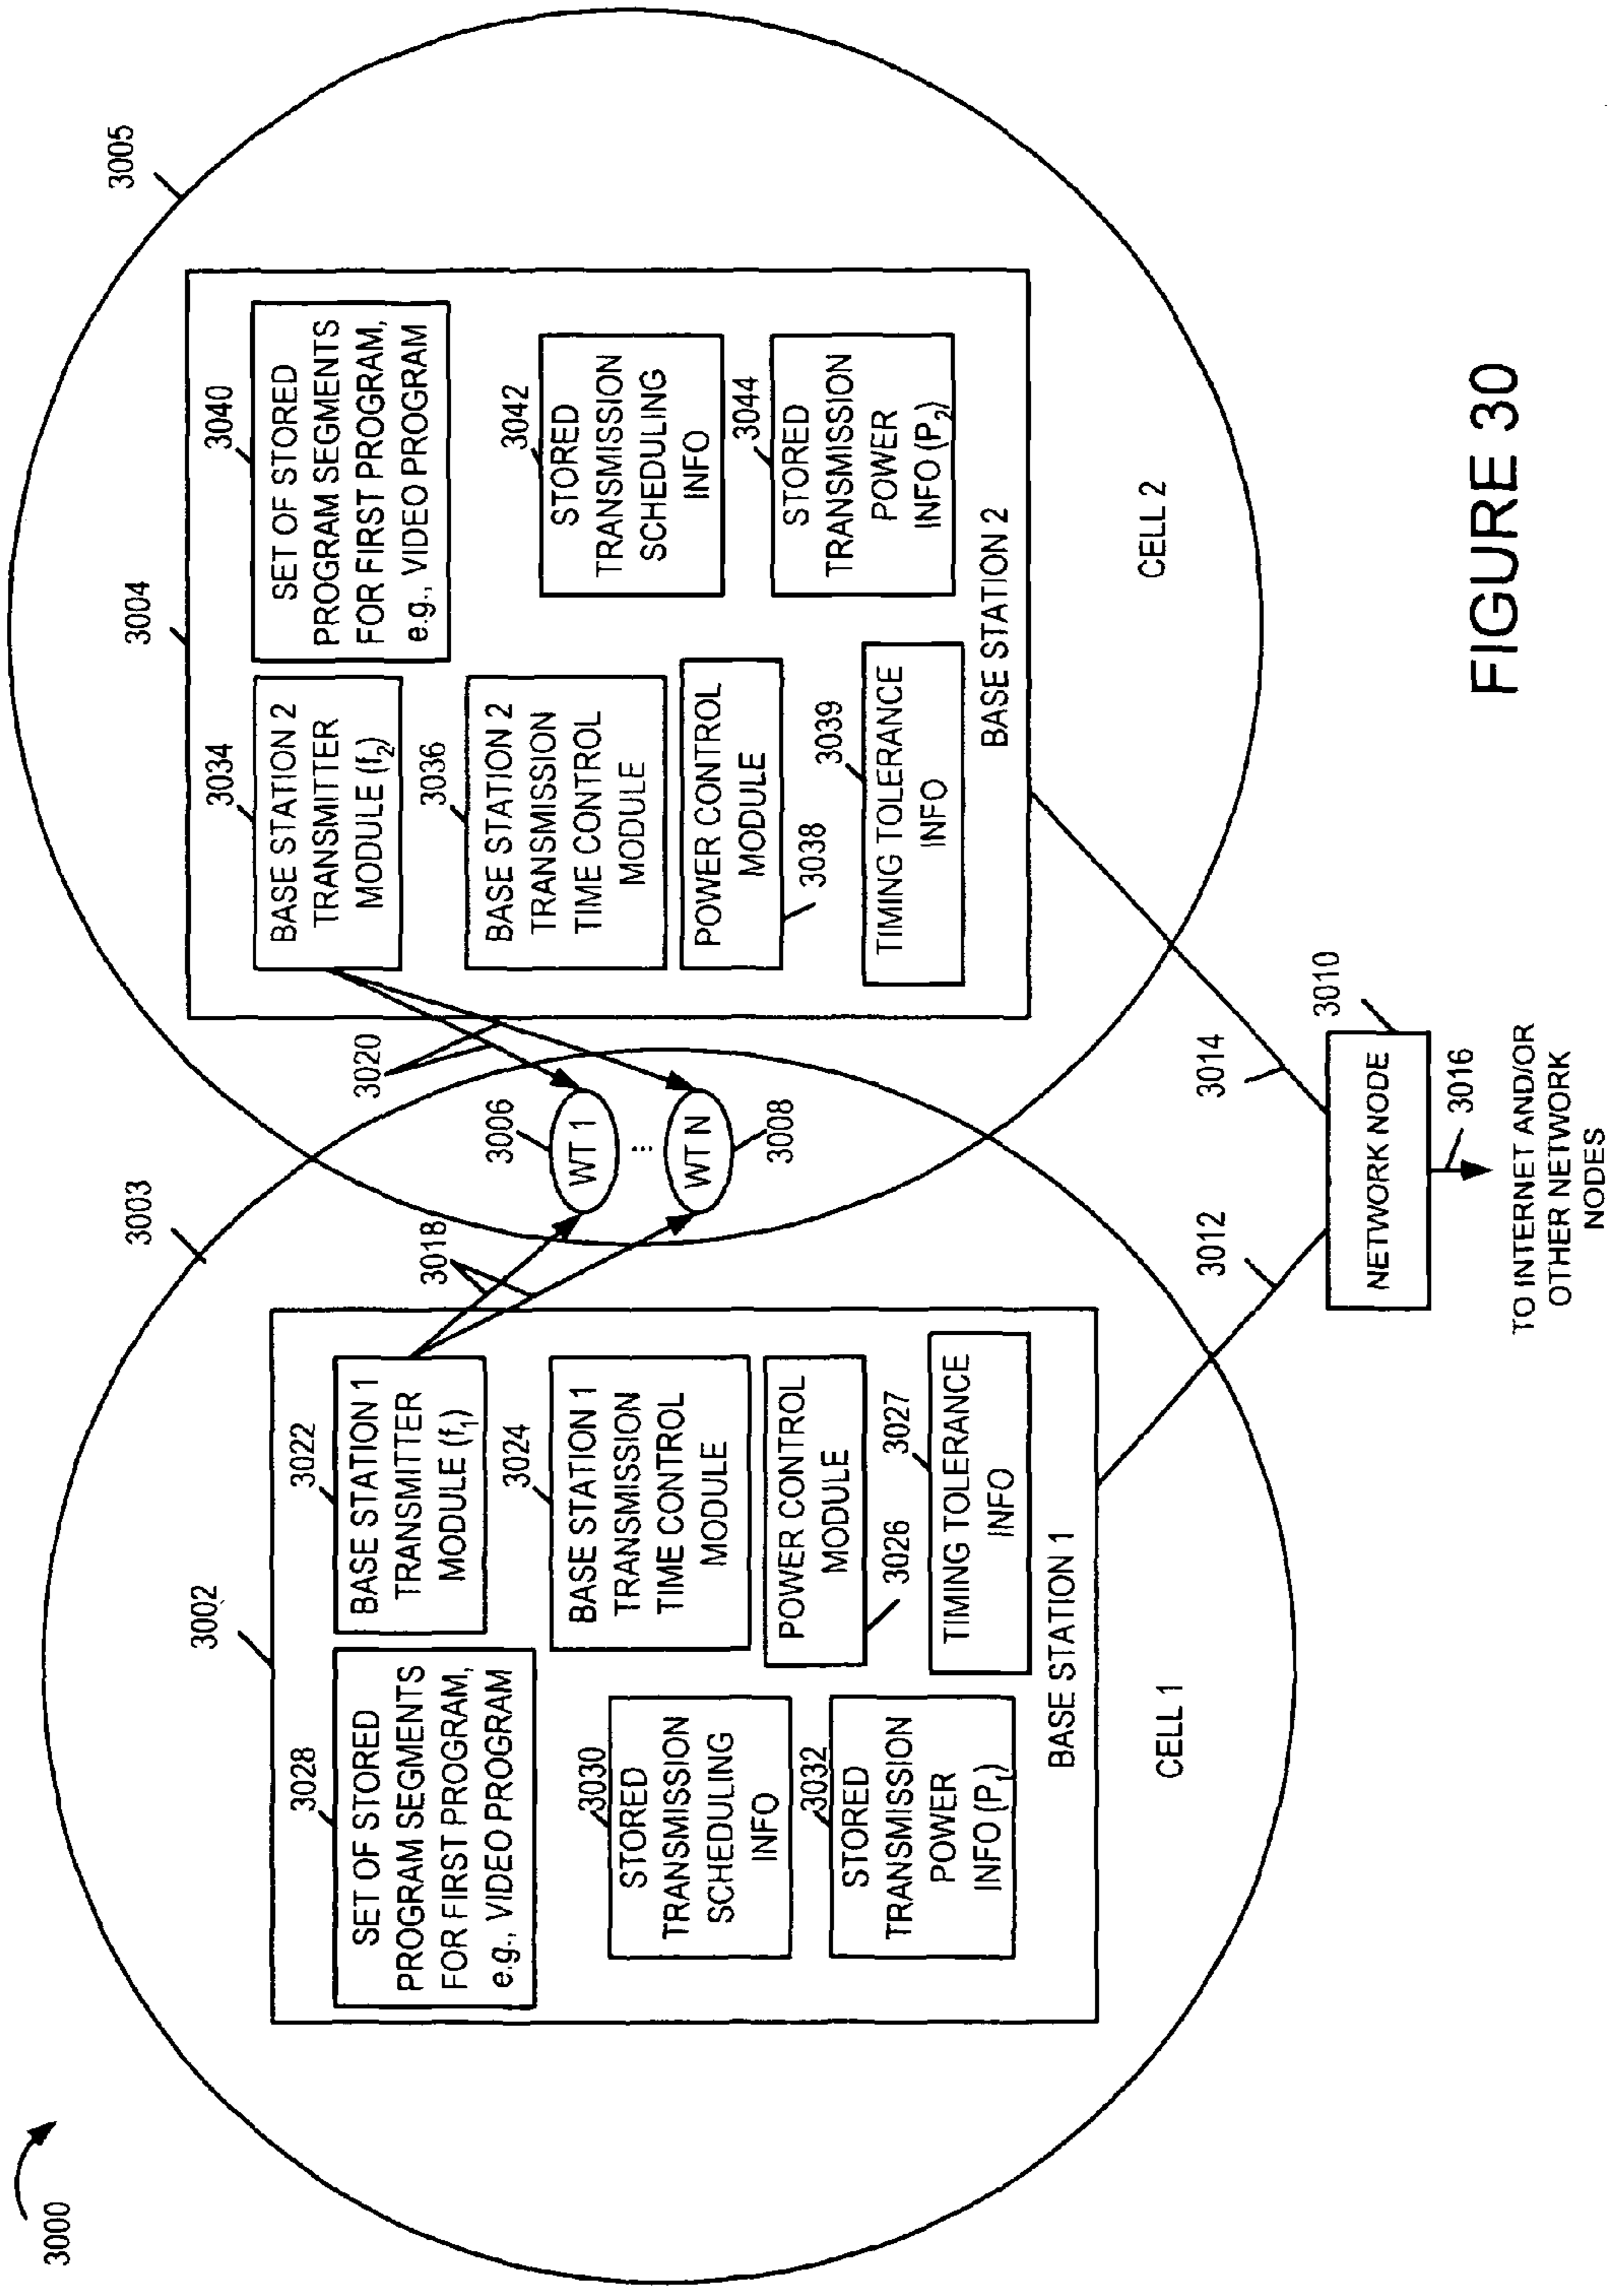 3000
3003
3005
3002
3004
3028
SET OF STORED
PROGRAM SEGMENTS
FOR FIRST PROGRAM,
e.g., VIDEO PROGRAM
3022
BASE STATION 1
TRANSMITTER
MODULE (f1)
3030
STORED
TRANSMISSION
SCHEDULING
INFO
3024
BASE STATION 1
TRANSMISSION
TIME CONTROL
MODULE
3032
STORED
TRANSMISSION
POWER
INFO (P1)
POWER CONTROL
MODULE
3026
3027
TIMING TOLERANCE
INFO
BASE STATION 1
CELL 1
3018
3020
3006
WT 1
...
WT N
3008
3034
BASE STATION 2
TRANSMITTER
MODULE (f2)
3040
SET OF STORED
PROGRAM SEGMENTS
FOR FIRST PROGRAM,
e.g., VIDEO PROGRAM
3036
BASE STATION 2
TRANSMISSION
TIME CONTROL
MODULE
3042
STORED
TRANSMISSION
SCHEDULING
INFO
POWER CONTROL
MODULE
3038
3044
STORED
TRANSMISSION
POWER
INFO (P2)
3039
TIMING TOLERANCE
INFO
BASE STATION 2
CELL 2
3012
3014
3010
NETWORK NODE
3016
TO INTERNET AND/OR
OTHER NETWORK
NODES
FIGURE 30